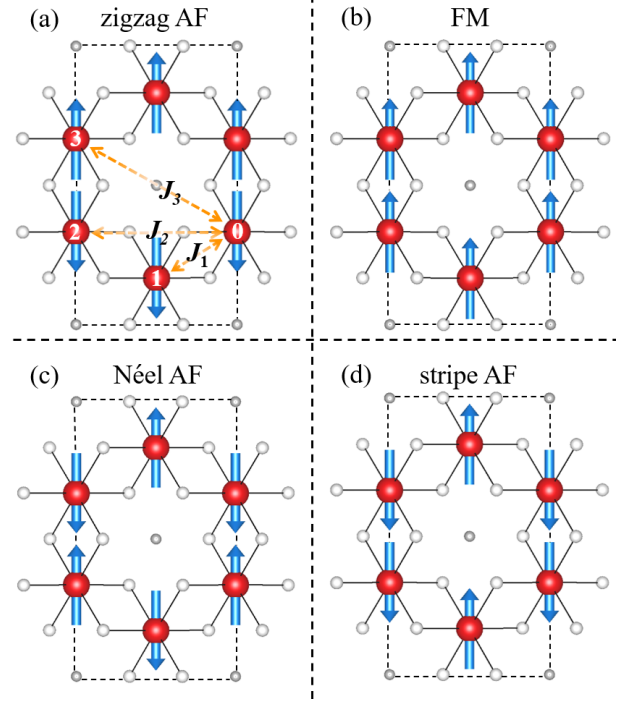 (a) zigzag AF
(b) FM
3
J3
2
J2
0
J1
1
(c) Néel AF
(d) stripe AF